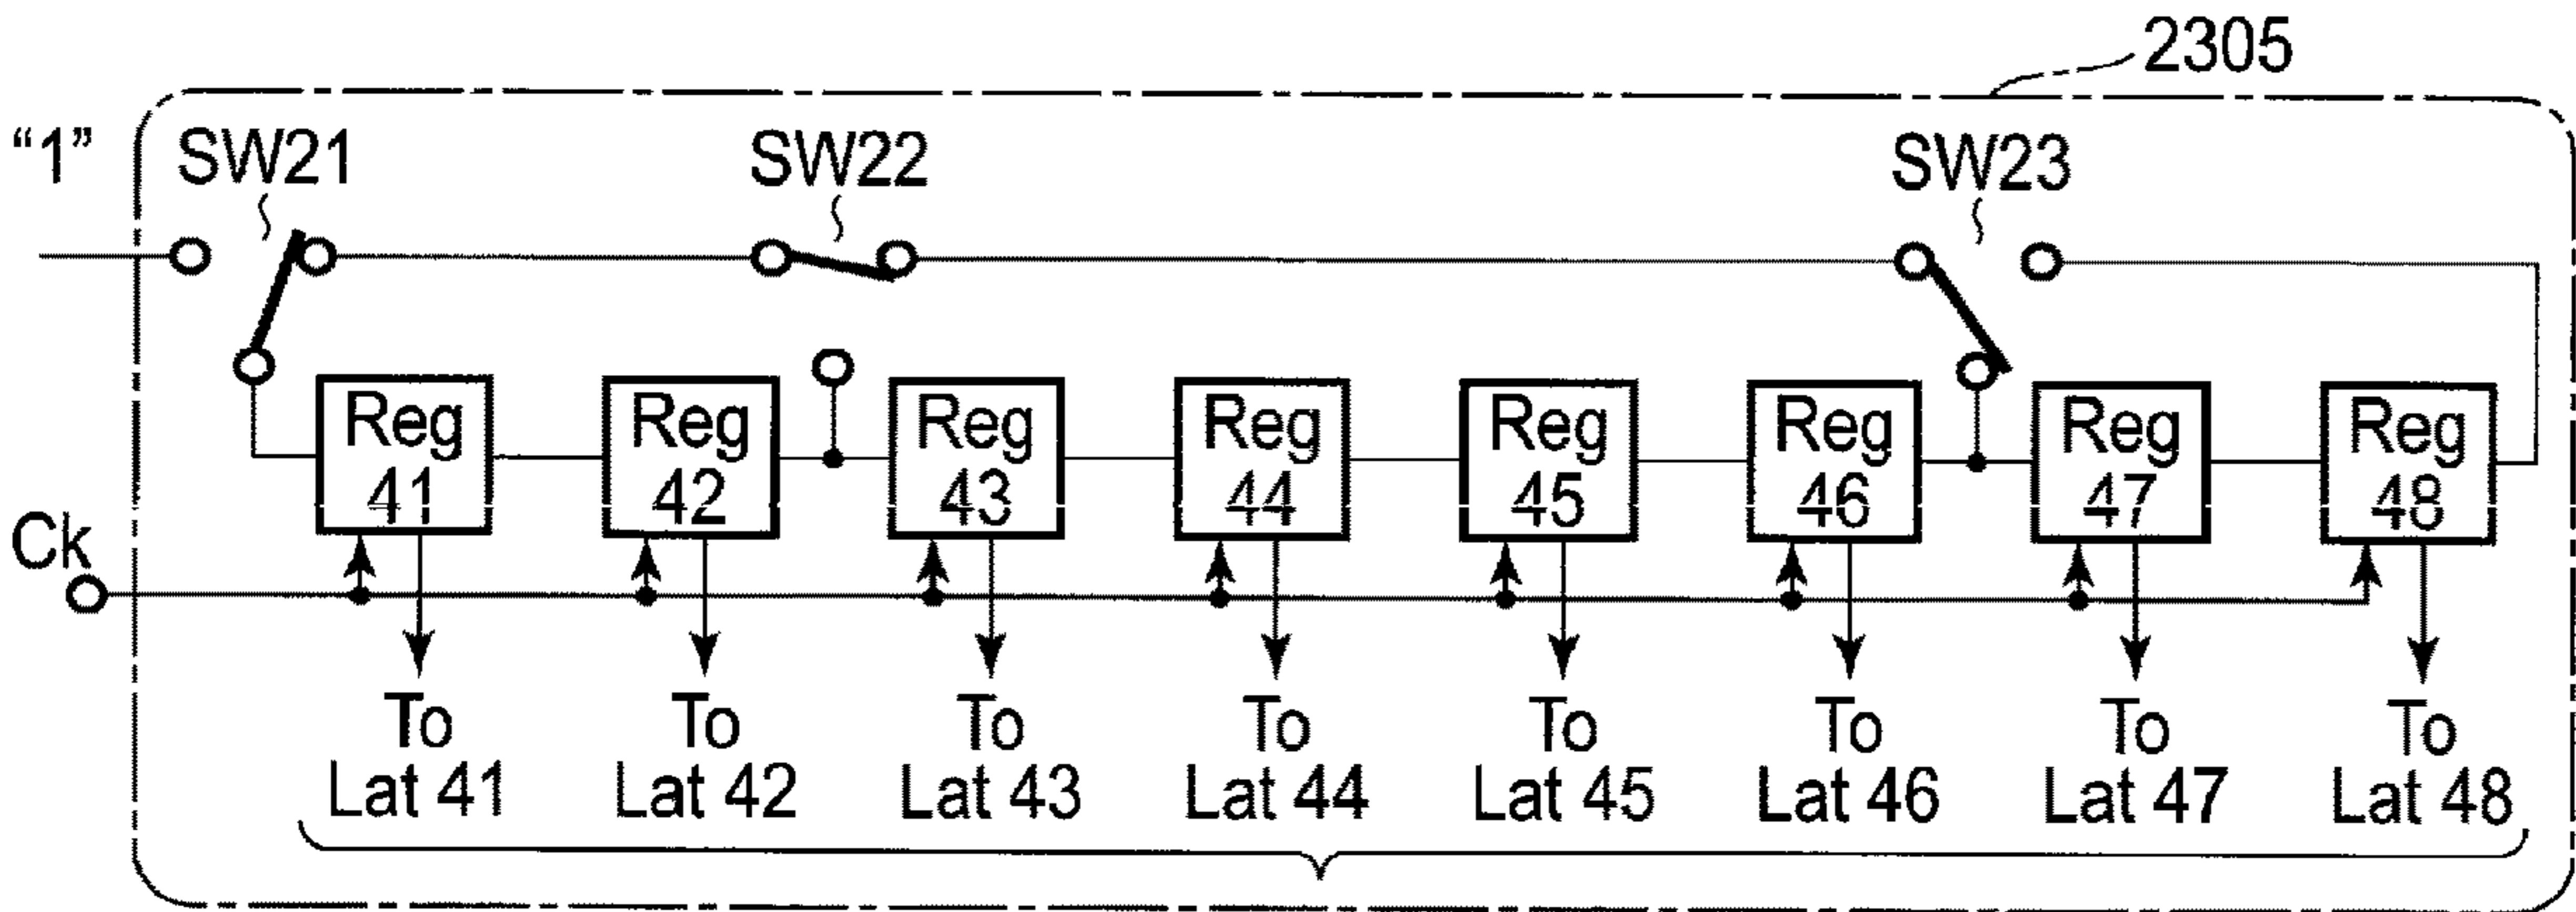 2305
“1”
SW21
SW22
SW23
Reg
41
Reg
42
Reg
43
Reg
44
Reg
45
Reg
46
Reg
47
Reg
48
Ck
To
Lat 41
To
Lat 42
To
Lat 43
To
Lat 44
To
Lat 45
To
Lat 46
To
Lat 47
To
Lat 48